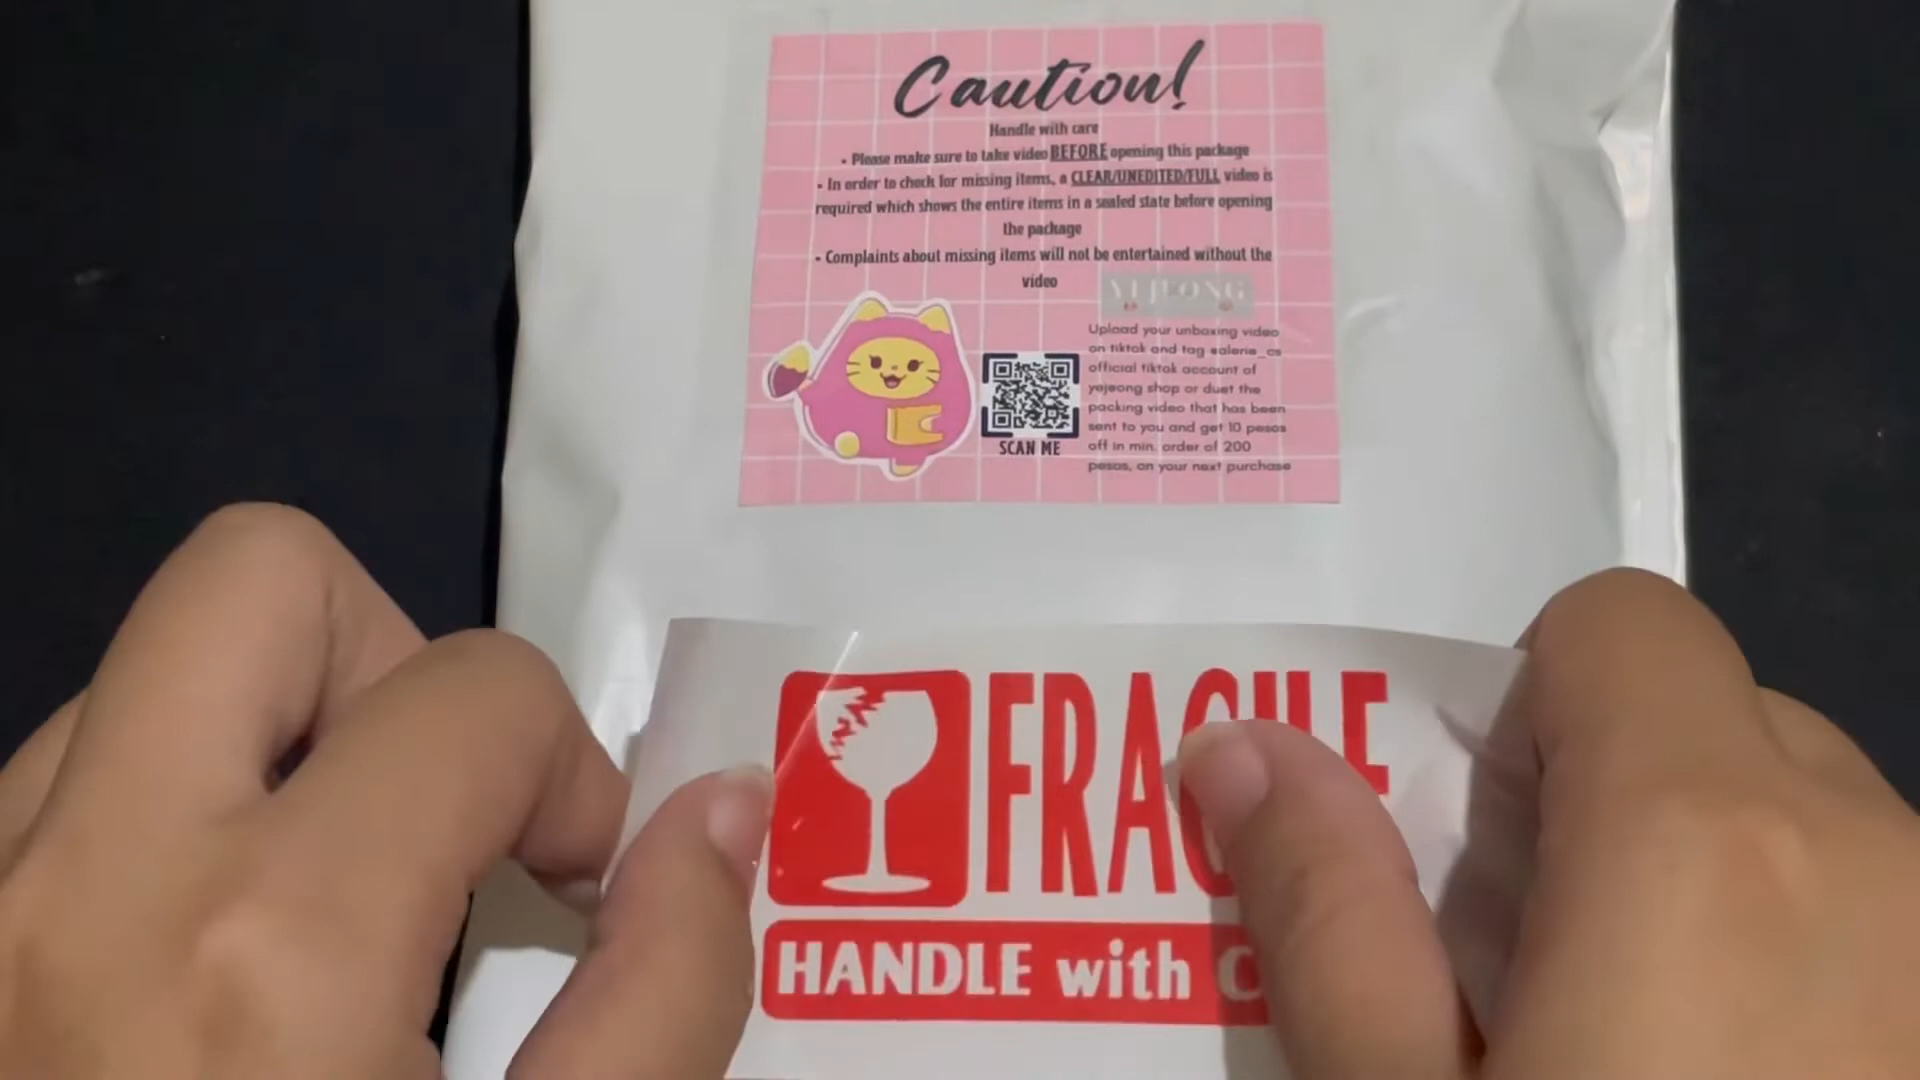 Caution!
Handle with care
• Please make sure to take video BEFORE opening this package
• In order to check for missing items, a CLEAR/UNEDITED/FULL video is
required which shows the entire items in a sealed state before opening
the package
• Complaints about missing items will not be entertained without the
video
YEJEONG
Upload your unboxing video
on tiktok and tag
official tiktok account of
yejeong shop or duet the
packing video that has been
sent to you and get 10 pesos
off in min. order of 200
pesos, on your next purchase
SCAN ME
FRAGILE
HANDLE with C